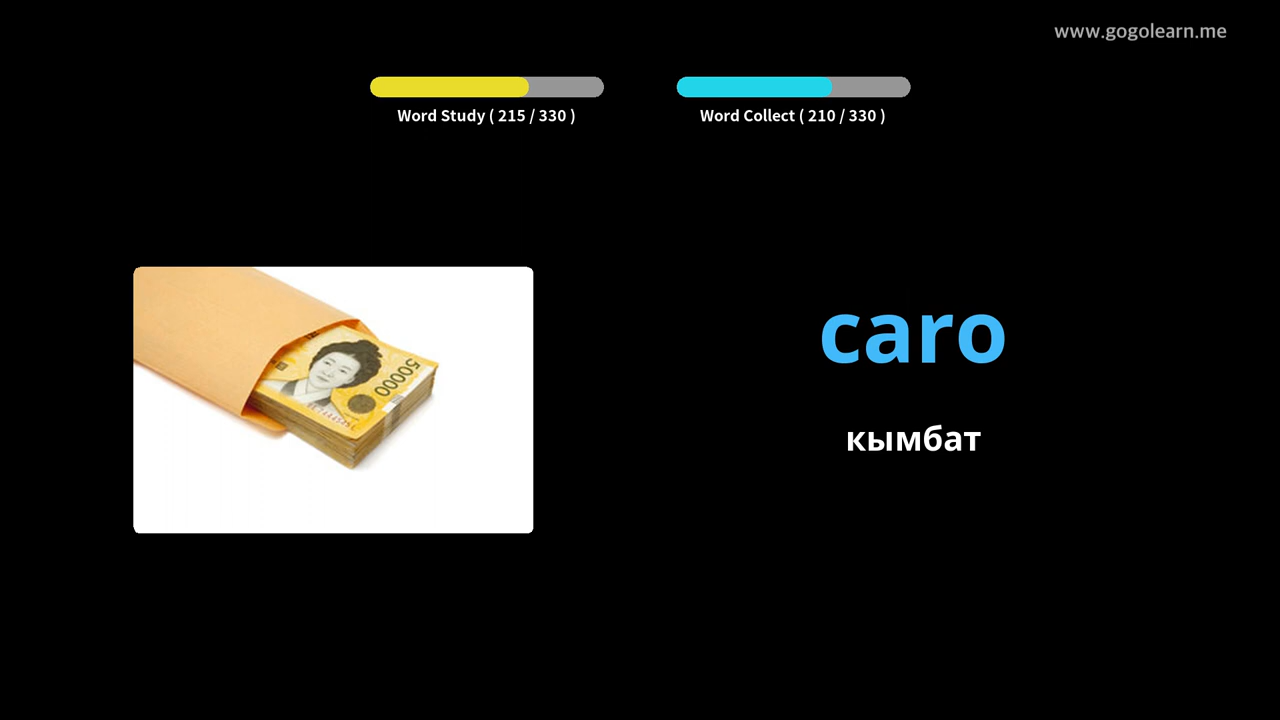 www.gogolearn.me
Word Study ( 215 / 330 )
Word Collect ( 210 / 330 )
caro
кымбат
50000